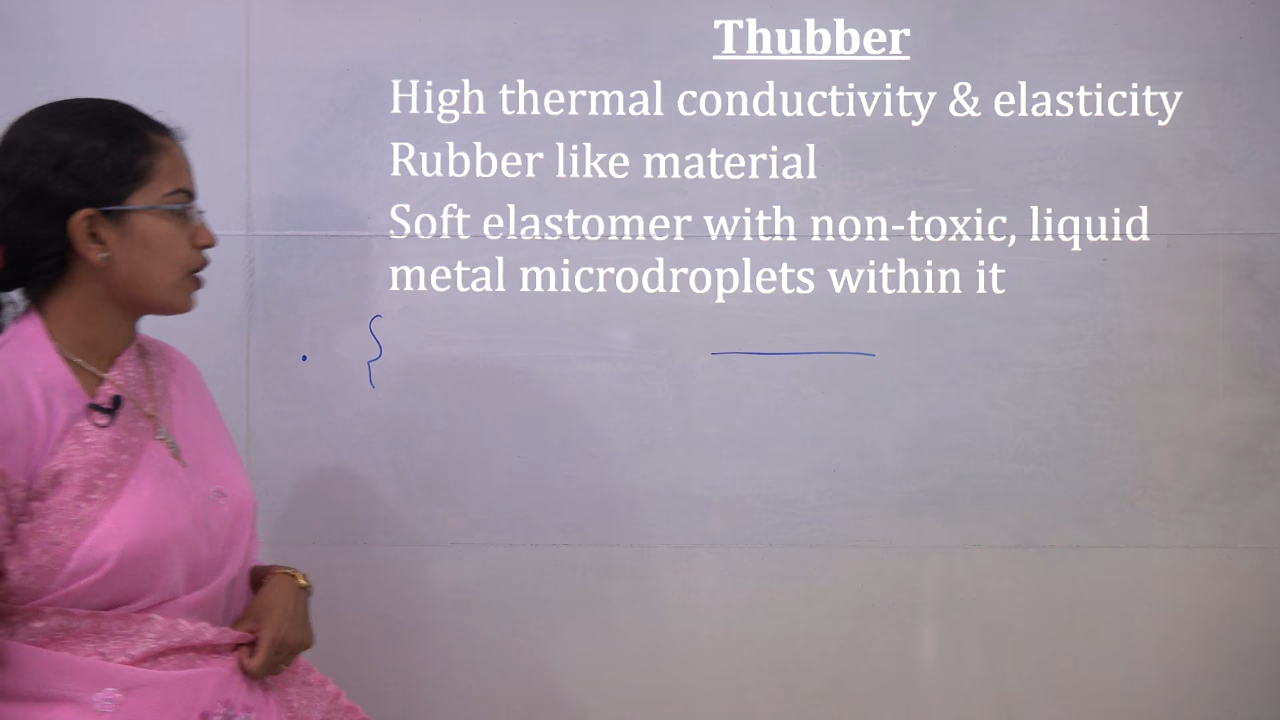 Thubber
High thermal conductivity & elasticity
Rubber like material
Soft elastomer with non-toxic, liquid
metal microdroplets within it